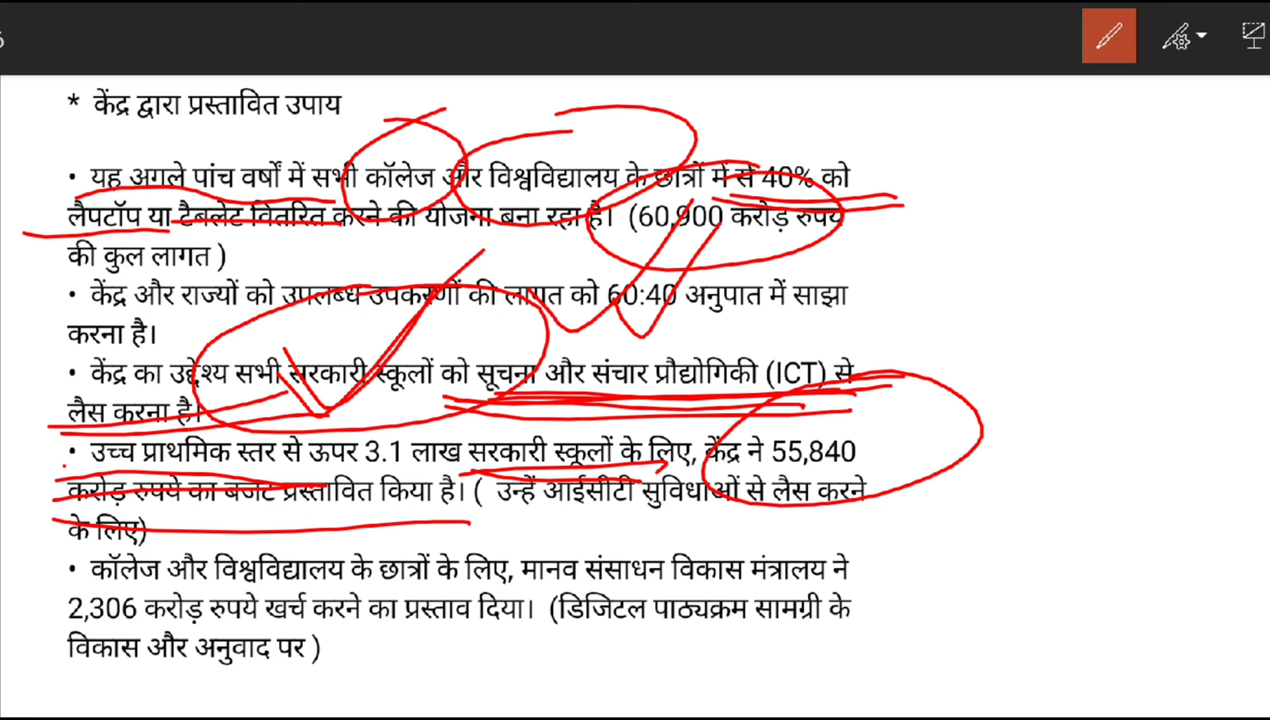 * केंद्र द्वारा प्रस्तावित उपाय
• यह अगले पांच वर्षों में सभी कॉलेज और विश्वविद्यालय के छात्रों में से 40% को
लैपटॉप या टैबलेट वितरित करने की योजना बना रहा है। (60,900 करोड़ रुपये
की कुल लागत )
• केंद्र और राज्यों को उपलब्ध उपकरणों की लागत को 60:40 अनुपात में साझा
करना है।
• केंद्र का उद्देश्य सभी सरकारी स्कूलों को सूचना और संचार प्रौद्योगिकी (ICT) से
लैस करना है।
• उच्च प्राथमिक स्तर से ऊपर 3.1 लाख सरकारी स्कूलों के लिए, केंद्र ने 55,840
करोड़ रुपये का बजट प्रस्तावित किया है। ( उन्हें आईसीटी सुविधाओं से लैस करने
के लिए)
• कॉलेज और विश्वविद्यालय के छात्रों के लिए, मानव संसाधन विकास मंत्रालय ने
2,306 करोड़ रुपये खर्च करने का प्रस्ताव दिया। (डिजिटल पाठ्यक्रम सामग्री के
विकास और अनुवाद पर )